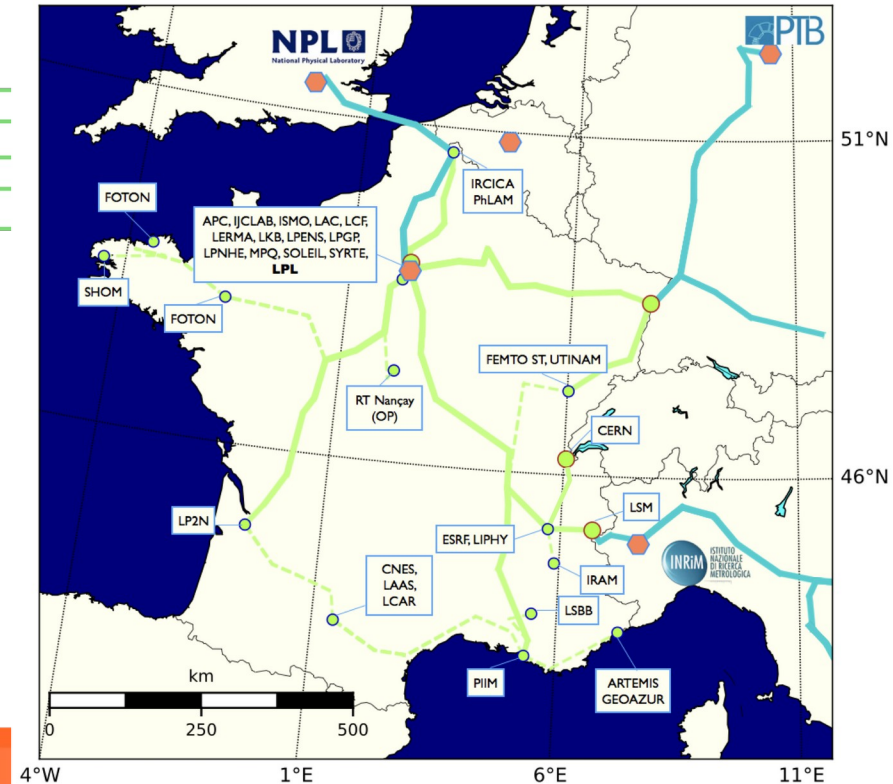 NPL
National Physical Laboratory
PTB
51°N
IRCICA
PhLAM
FOTON
APC, IJCLAB, ISMO, LAC, LCF,
LERMA, LKB, LPENS, LPGP,
LPNHE, MPQ, SOLEIL, SYRTE,
LPL
SHOM
FOTON
FEMTO ST, UTINAM
RT Nançay
(OP)
CERN
46°N
LSM
LP2N
ESRF, LIPHY
INRiM
ISTITUTO
NAZIONALE
DI RICERCA
METROLOGICA
CNES,
LAAS,
LCAR
IRAM
LSBB
PIIM
ARTEMIS
GEOAZUR
km
0 250 500
4°W 1°E 6°E 11°E